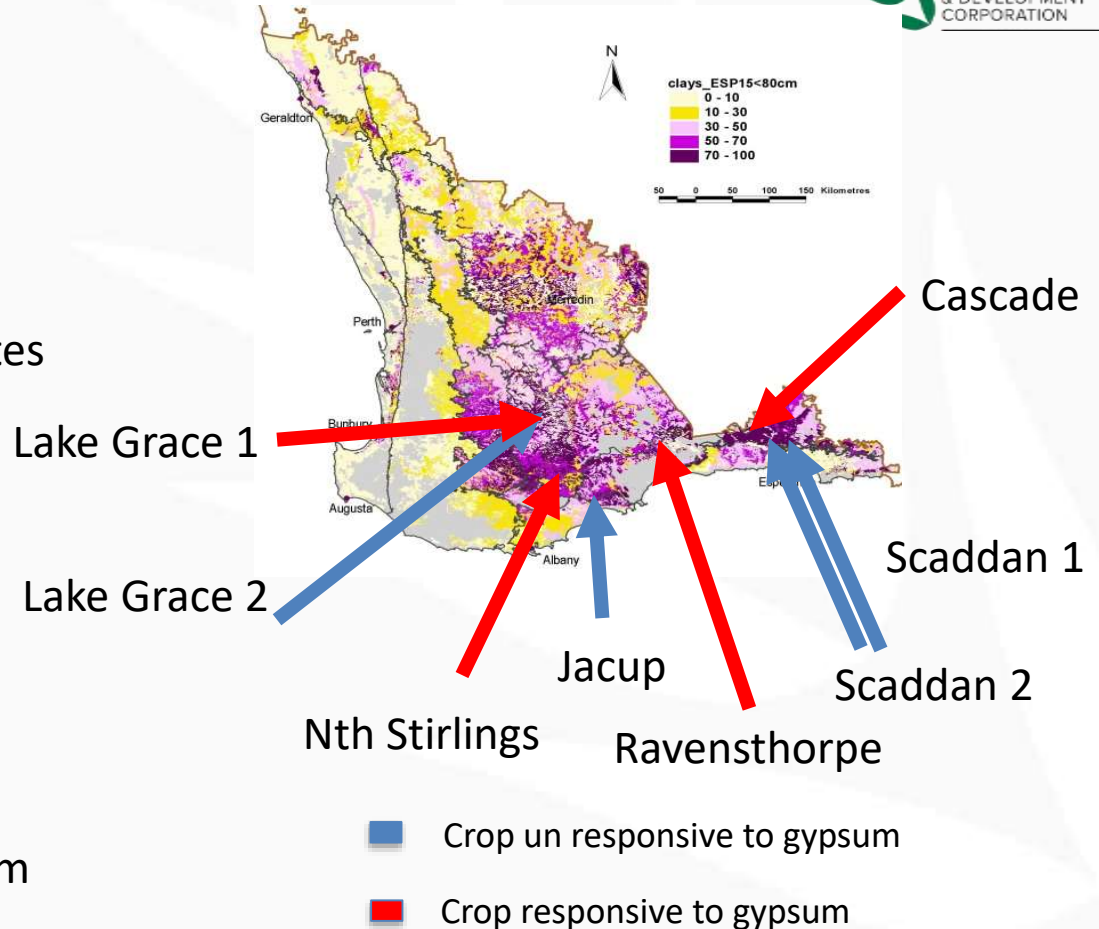 & DEVELOPMENT
CORPORATION
N
clays_ESP15<80cm
0 - 10
10 - 30
30 - 50
50 - 70
70 - 100
50 0 50 100 150 Kilometres
Geraldton
Merredin
Perth
Cascade
Lake Grace 1
Bunbury
Augusta
Albany
Scaddan 1
Lake Grace 2
Jacup
Scaddan 2
Nth Stirlings
Ravensthorpe
Crop un responsive to gypsum
Crop responsive to gypsum